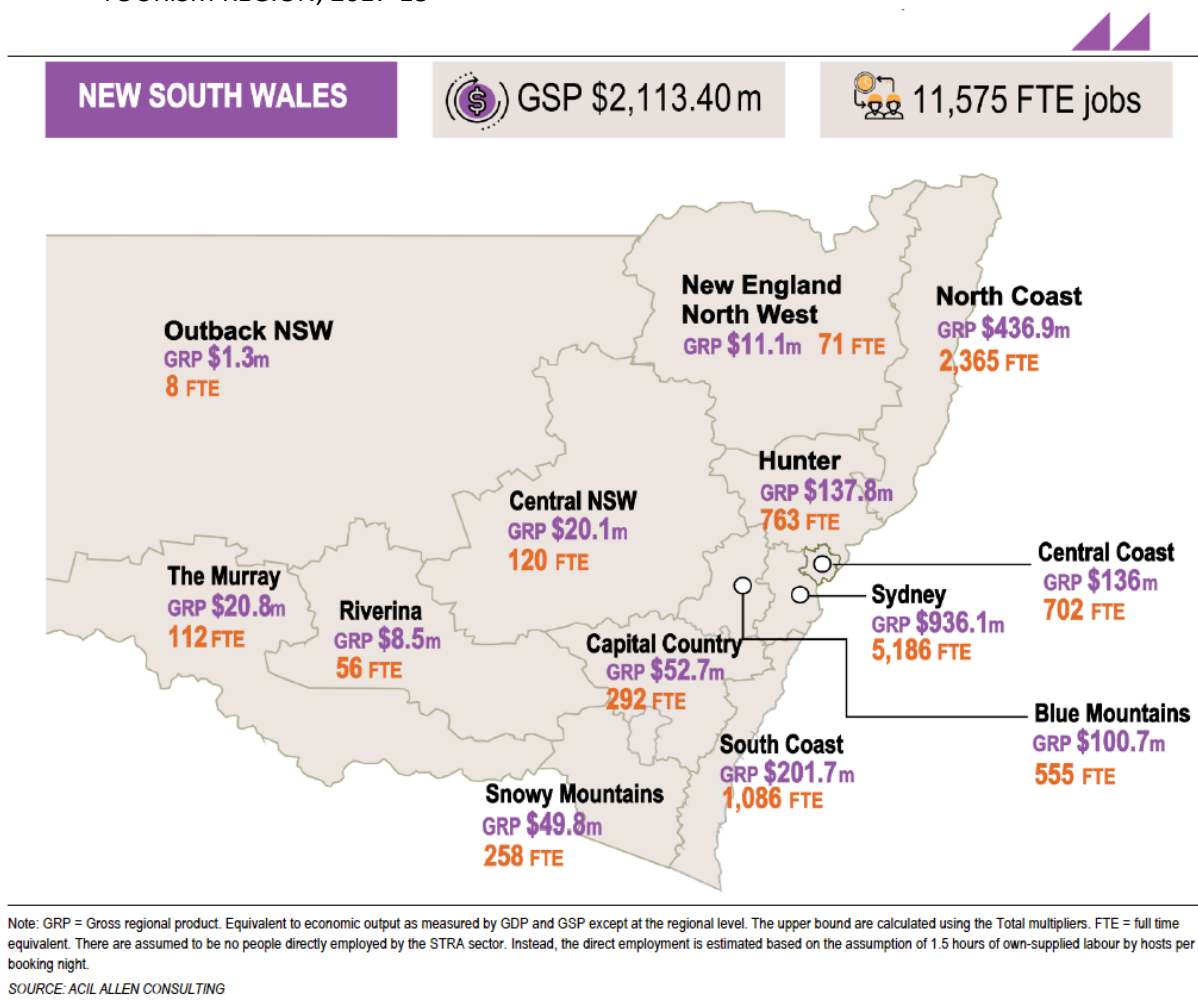 TOURISM REGION, 2017-18
NEW SOUTH WALES
GSP $2,113.40 m
11,575 FTE jobs
New England
North West
GRP $11.1m 71 FTE
North Coast
GRP $436.9m
2,365 FTE
Outback NSW
GRP $1.3m
8 FTE
Hunter
GRP $137.8m
763 FTE
Central NSW
GRP $20.1m
120 FTE
Central Coast
GRP $136m
702 FTE
The Murray
GRP $20.8m
112 FTE
Riverina
GRP $8.5m
56 FTE
Sydney
GRP $936.1m
5,186 FTE
Capital Country
GRP $52.7m
292 FTE
Blue Mountains
GRP $100.7m
555 FTE
South Coast
GRP $201.7m
1,086 FTE
Snowy Mountains
GRP $49.8m
258 FTE
Note: GRP = Gross regional product. Equivalent to economic output as measured by GDP and GSP except at the regional level. The upper bound are calculated using the Total multipliers. FTE = full time
equivalent. There are assumed to be no people directly employed by the STRA sector. Instead, the direct employment is estimated based on the assumption of 1.5 hours of own-supplied labour by hosts per
booking night.
SOURCE: ACIL ALLEN CONSULTING